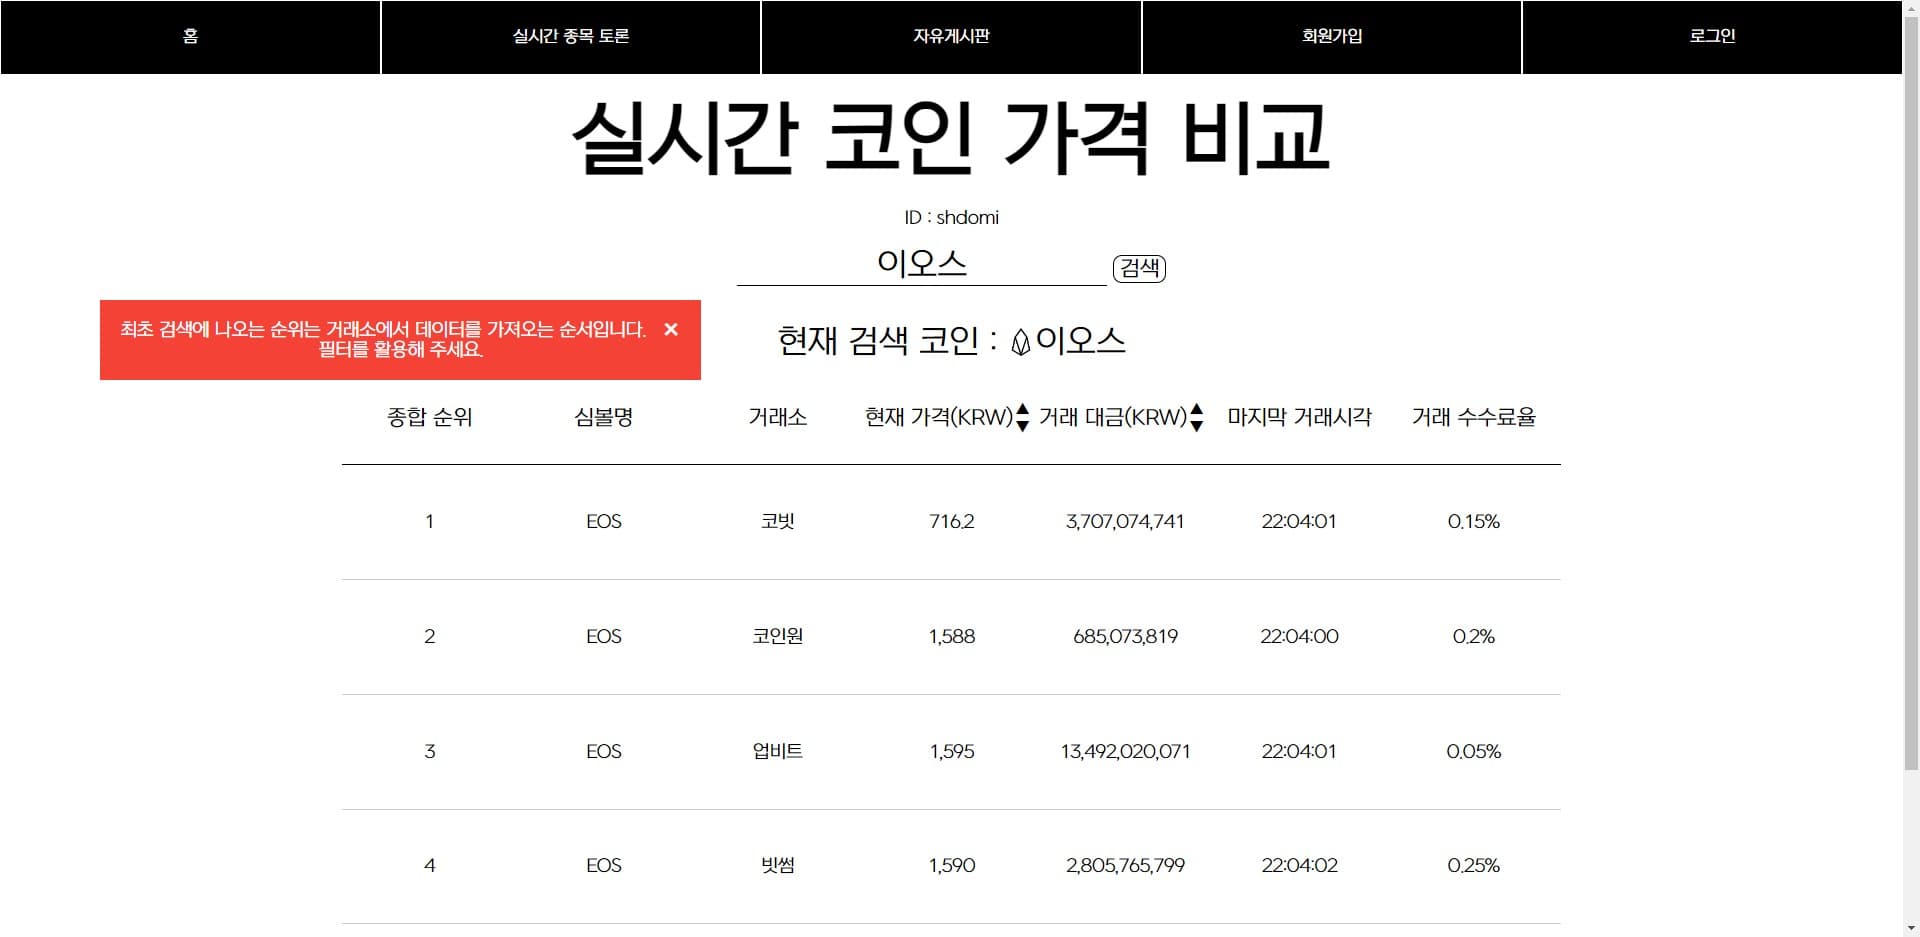 홈 실시간 종목 토론 자유게시판 회원가입 로그인
실시간 코인 가격 비교
ID : shdomi
이오스 검색
최초 검색에 나오는 순위는 거래소에서 데이터를 가져오는 순서입니다. ×
필터를 활용해 주세요.
현재 검색 코인 : 이오스
종합 순위 심볼명 거래소 현재 가격(KRW) 거래 대금(KRW) 마지막 거래시각 거래 수수료율
1 EOS 코빗 716.2 3,707,074,741 22:04:01 0.15%
2 EOS 코인원 1,588 685,073,819 22:04:00 0.2%
3 EOS 업비트 1,595 13,492,020,071 22:04:01 0.05%
4 EOS 빗썸 1,590 2,805,765,799 22:04:02 0.25%